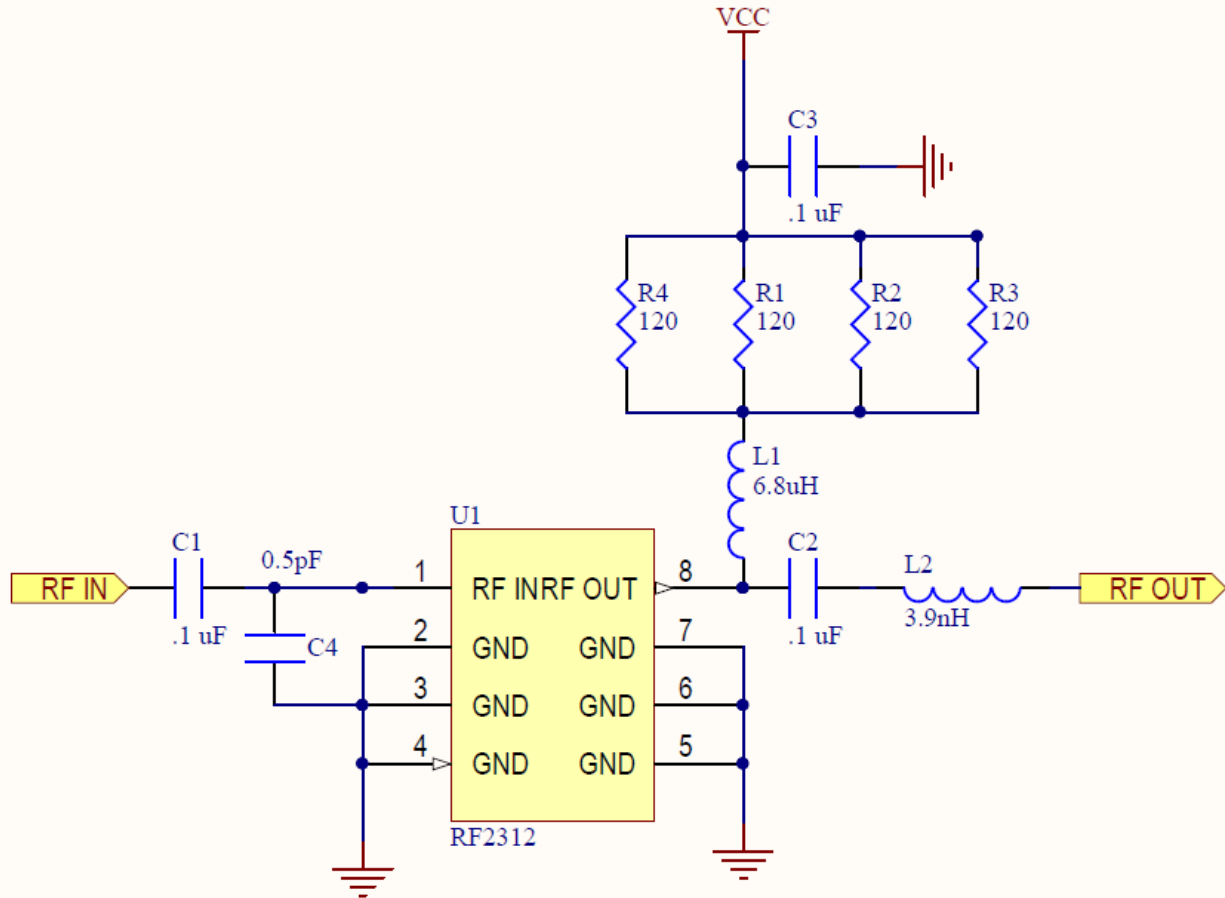 VCC
C3
.1 uF
R4
120
R1
120
R2
120
R3
120
L1
6.8uH
U1
C1
0.5pF
1
RF IN
RF OUT
8
C2
L2
RF IN
RF OUT
.1 uF
C4
2
GND
GND
7
.1 uF
3.9nH
3
GND
GND
6
4
GND
GND
5
RF2312